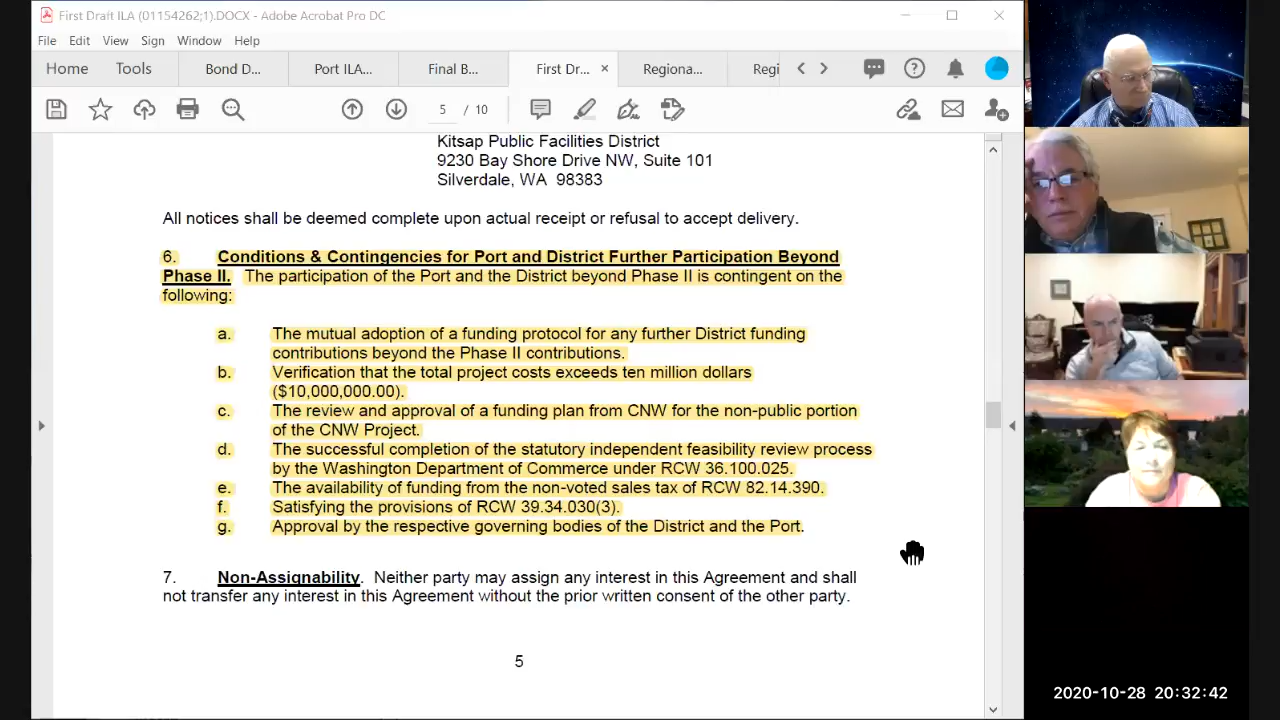 First Draft ILA (01154262;1).DOCX - Adobe Acrobat Pro DC
File Edit View Sign Window Help
Home Tools Bond D... Port ILA... Final B... First Dr... × Regiona... Regi
5 / 10
Kitsap Public Facilities District
9230 Bay Shore Drive NW, Suite 101
Silverdale, WA 98383
All notices shall be deemed complete upon actual receipt or refusal to accept delivery.
6. Conditions & Contingencies for Port and District Further Participation Beyond
Phase II. The participation of the Port and the District beyond Phase II is contingent on the
following:
a. The mutual adoption of a funding protocol for any further District funding
contributions beyond the Phase II contributions.
b. Verification that the total project costs exceeds ten million dollars
($10,000,000.00).
c. The review and approval of a funding plan from CNW for the non-public portion
of the CNW Project.
d. The successful completion of the statutory independent feasibility review process
by the Washington Department of Commerce under RCW 36.100.025.
e. The availability of funding from the non-voted sales tax of RCW 82.14.390.
f. Satisfying the provisions of RCW 39.34.030(3).
g. Approval by the respective governing bodies of the District and the Port.
7. Non-Assignability. Neither party may assign any interest in this Agreement and shall
not transfer any interest in this Agreement without the prior written consent of the other party.
5
2020-10-28 20:32:42